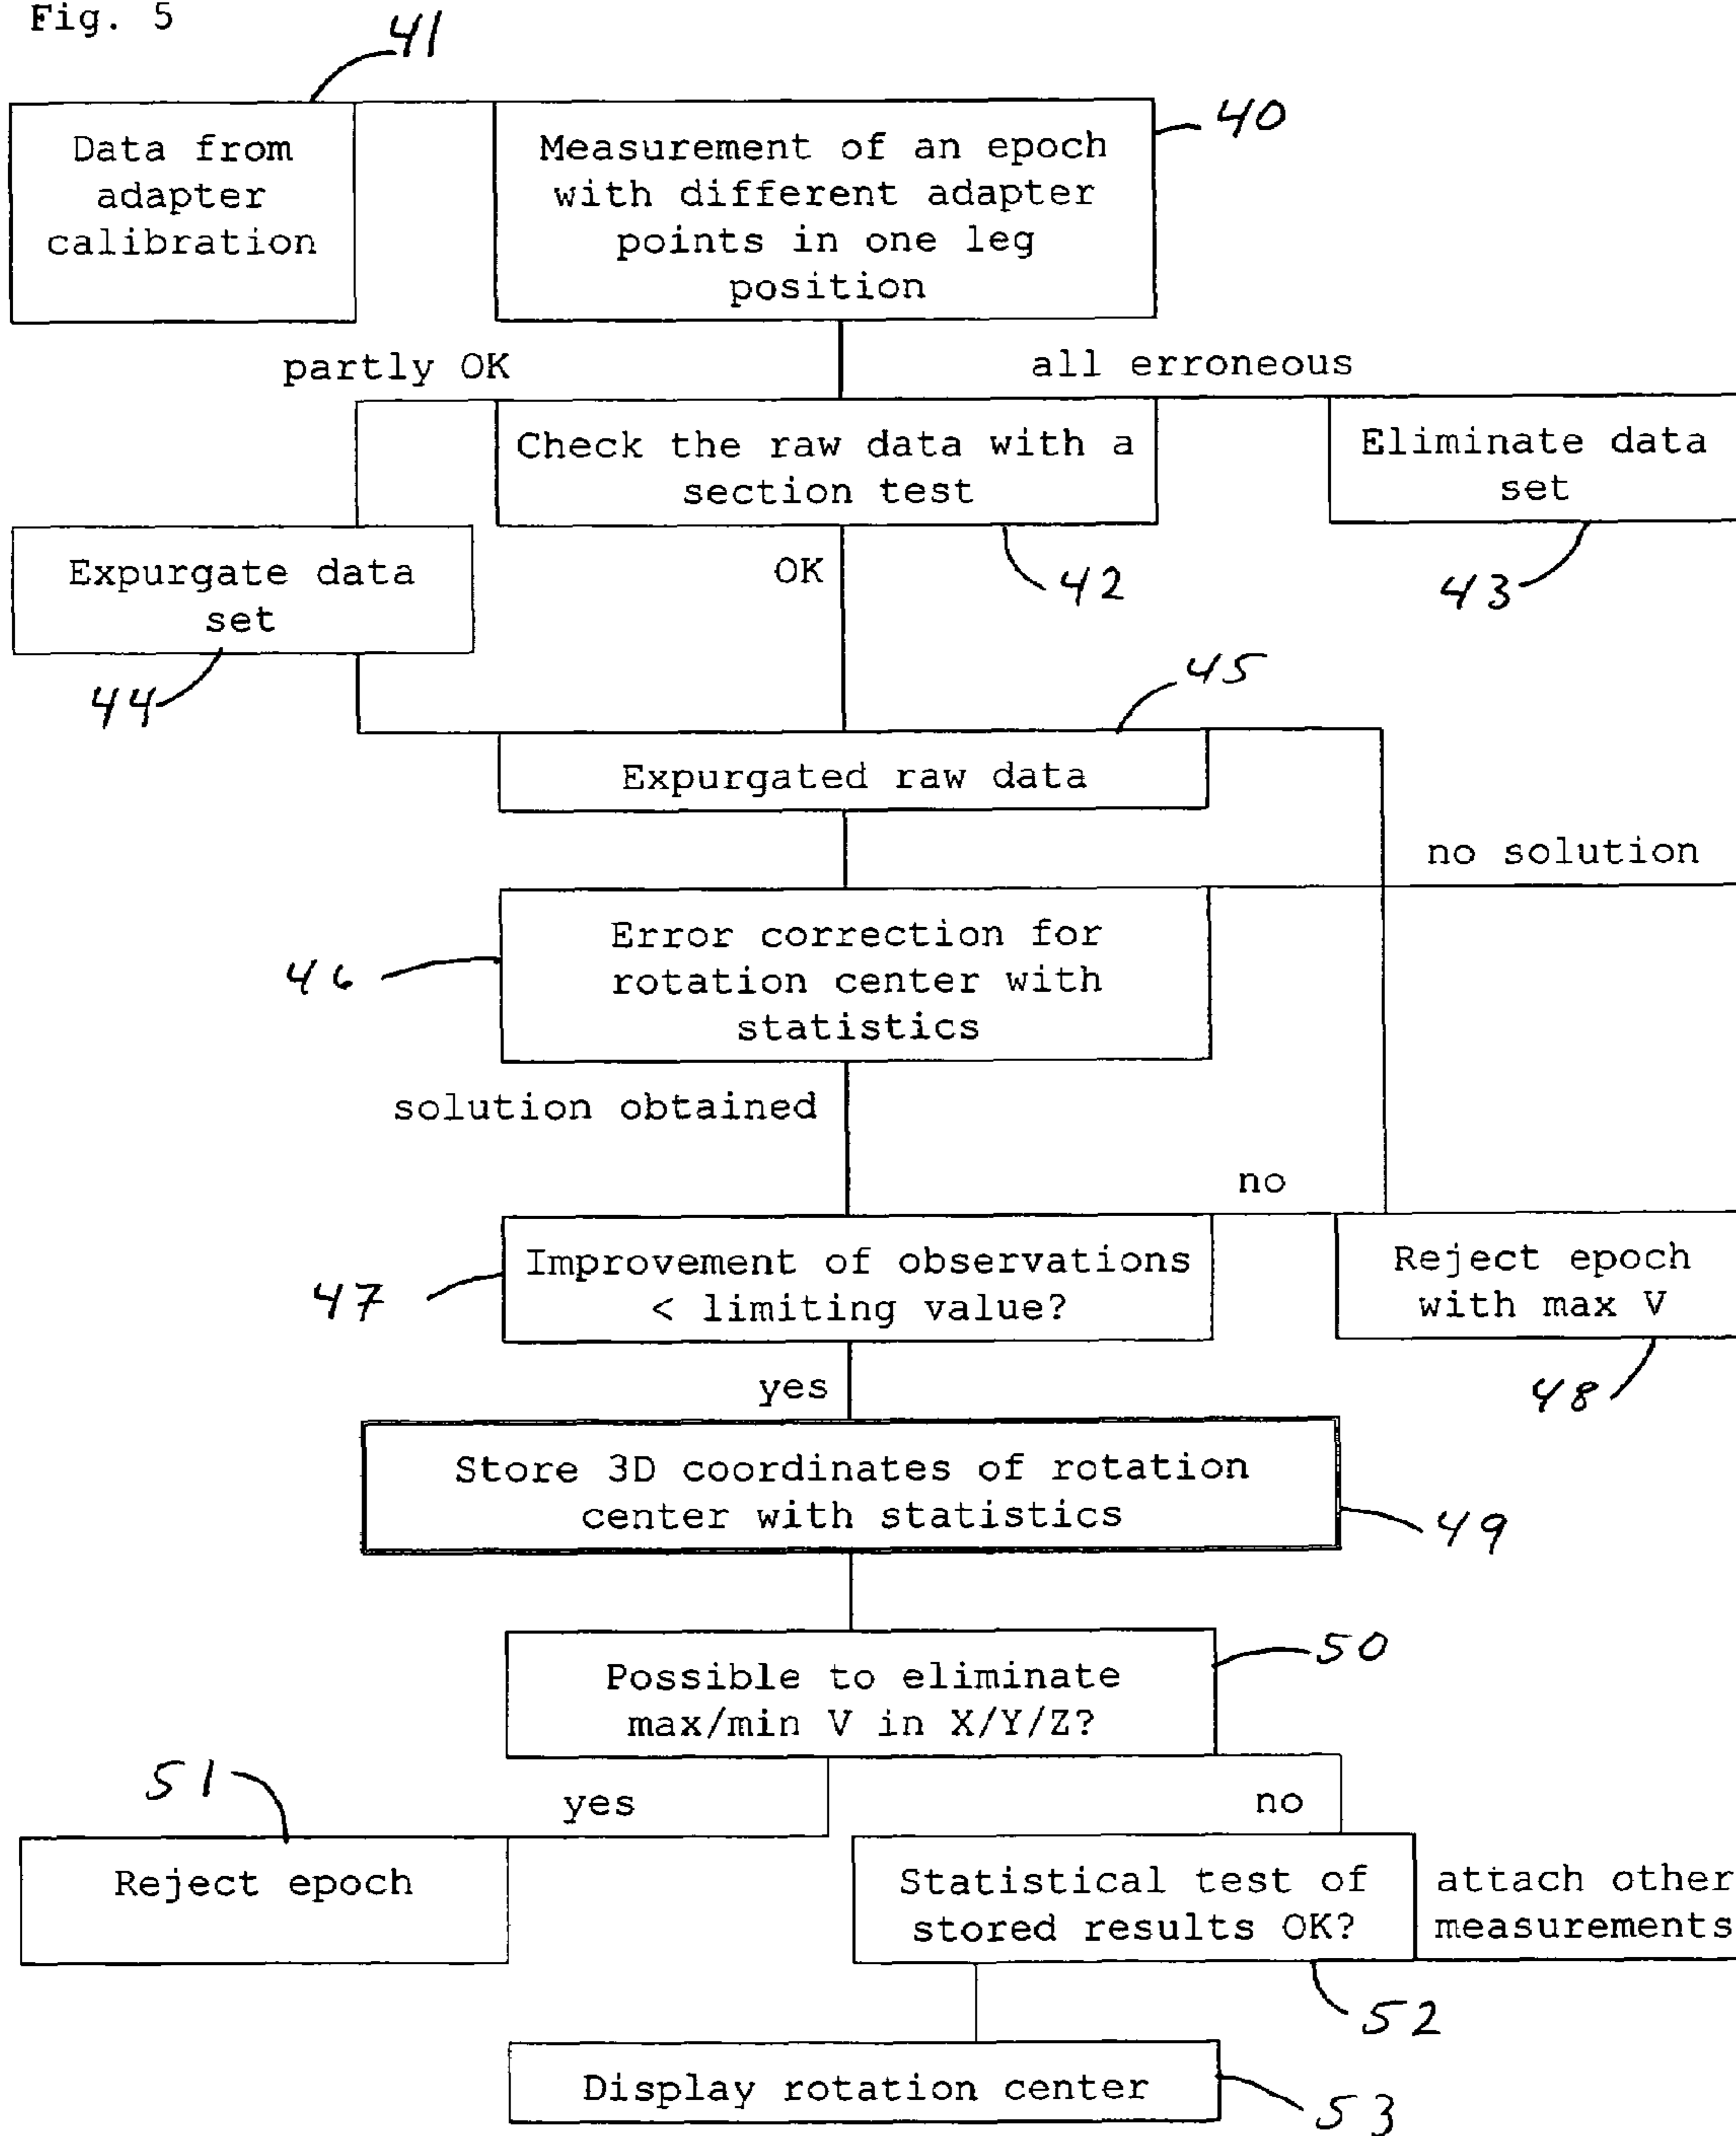 Fig. 5
41
Data from
adapter
calibration
Measurement of an epoch
with different adapter
points in one leg
position
40
partly OK
all erroneous
Check the raw data with a
section test
Eliminate data
set
Expurgate data
set
OK
42
43
44
45
Expurgated raw data
no solution
Error correction for
rotation center with
statistics
46
solution obtained
no
Improvement of observations
< limiting value?
47
Reject epoch
with max V
48
yes
Store 3D coordinates of rotation
center with statistics
49
Possible to eliminate
max/min V in X/Y/Z?
50
51
yes
no
Reject epoch
Statistical test of
stored results OK?
attach other
measurements
52
Display rotation center
53